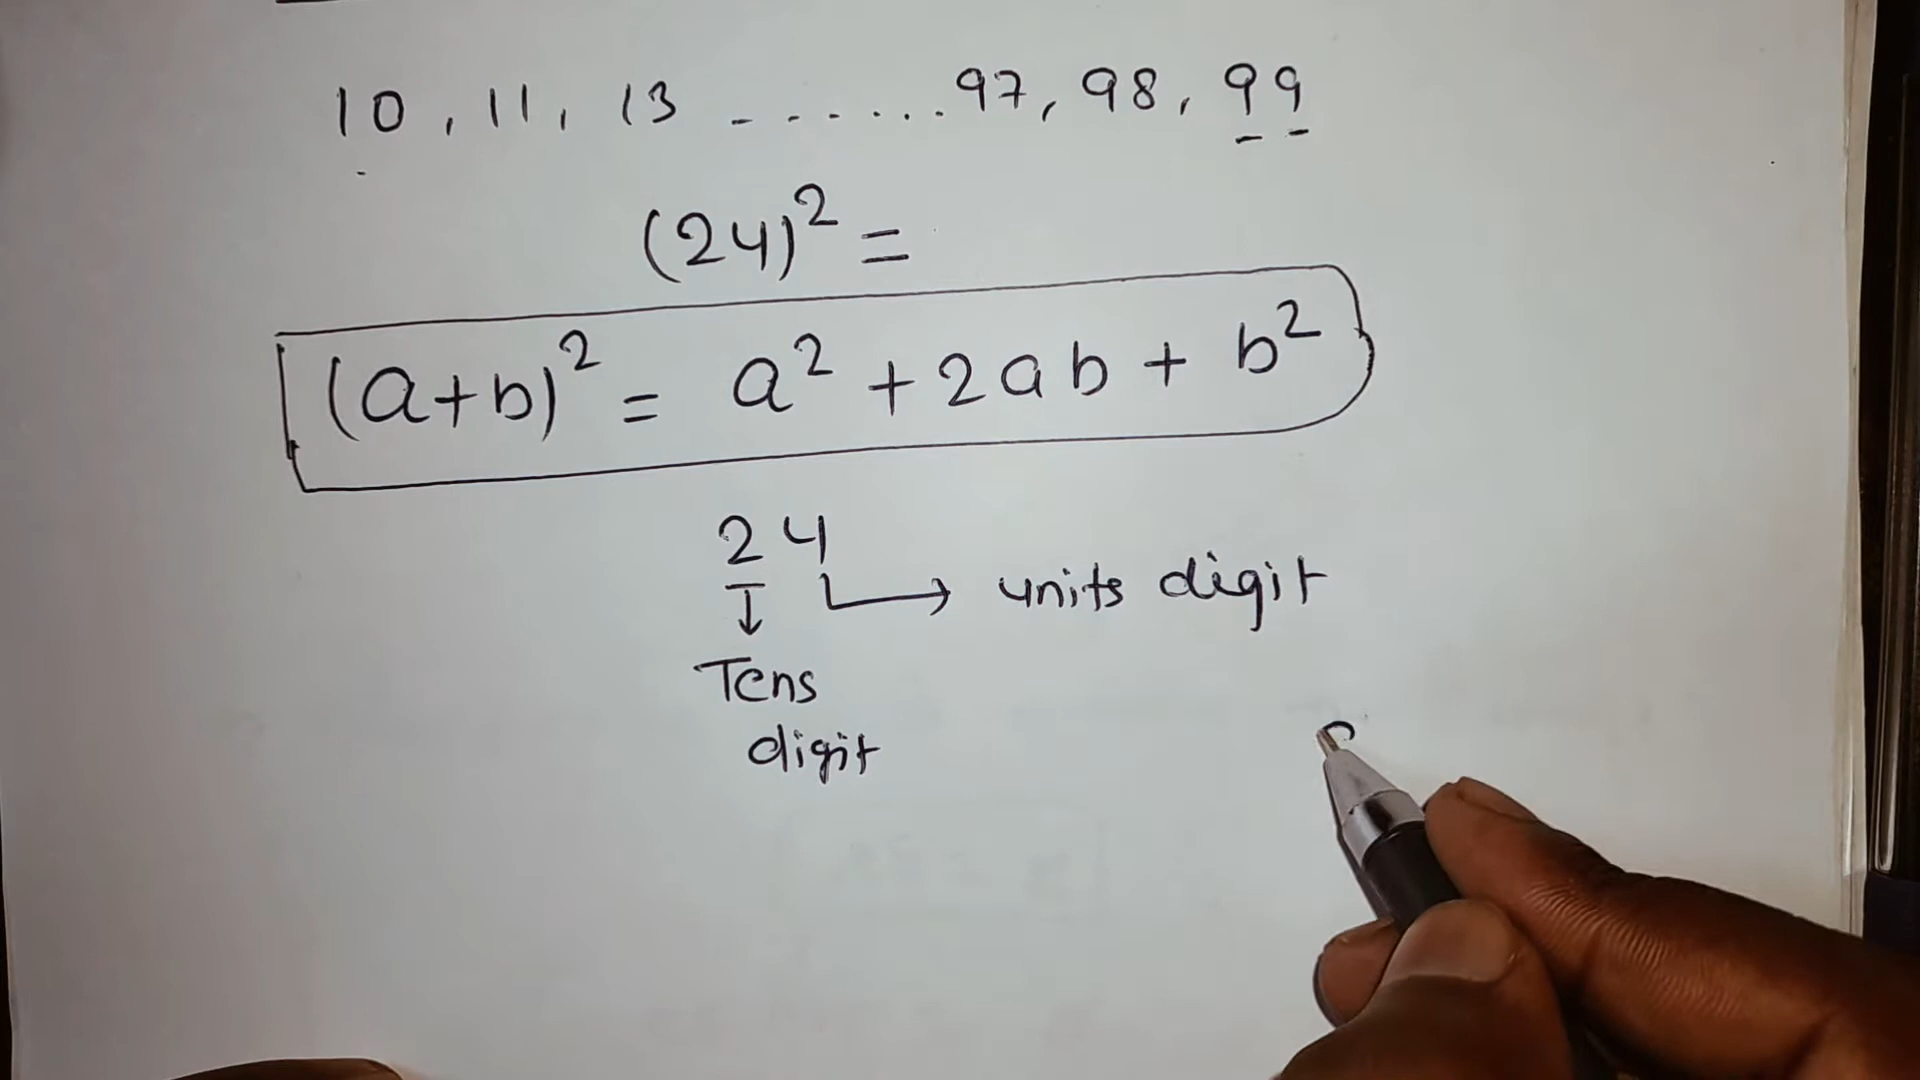 10, 11, 13 - - - . . . . . 97, 98, 99
(24)² =
(a+b)² = a² + 2ab + b²
24
units digit
Tens
digit